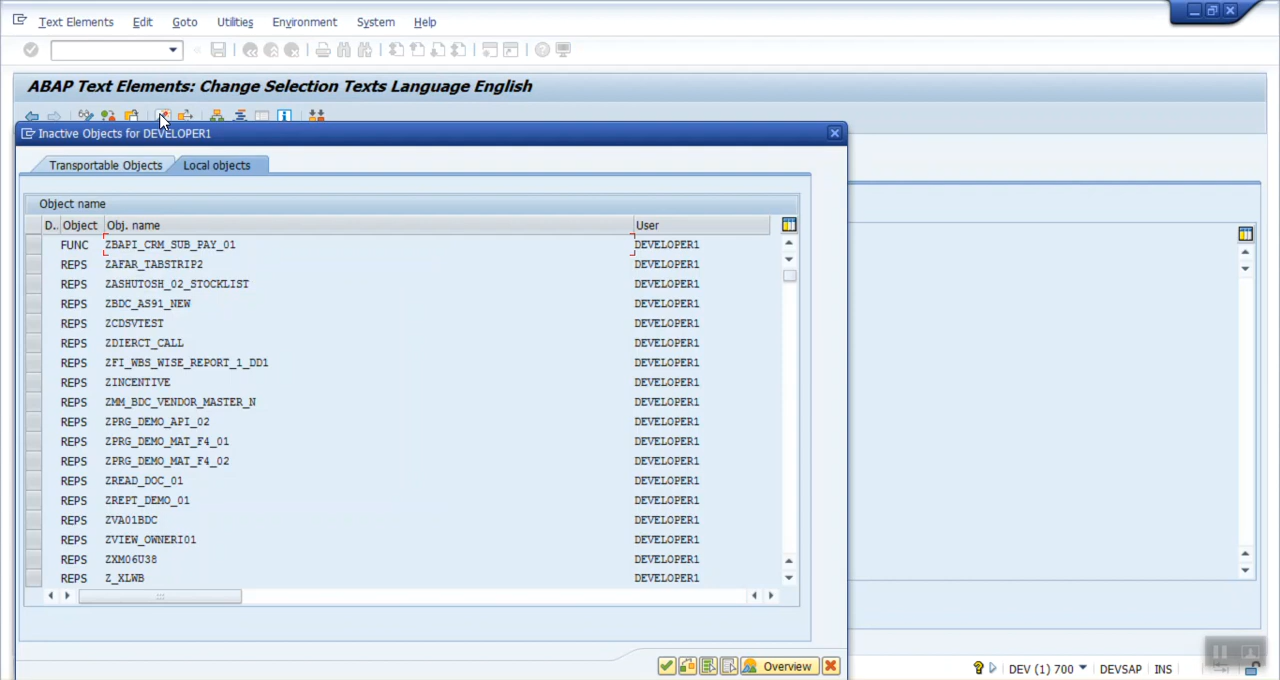 Text Elements Edit Goto Utilities Environment System Help
ABAP Text Elements: Change Selection Texts Language English
Inactive Objects for DEVELOPER1
Transportable Objects Local objects
Object name
D.. Object Obj. name User
FUNC ZBAPI_CRM_SUB_PAY_01 DEVELOPER1
REPS ZAFAR_TABSTRIP2 DEVELOPER1
REPS ZASHUTOSH_02_STOCKLIST DEVELOPER1
REPS ZBDC_AS91_NEW DEVELOPER1
REPS ZCDSVTEST DEVELOPER1
REPS ZDIERCT_CALL DEVELOPER1
REPS ZFI_WBS_WISE_REPORT_1_DD1 DEVELOPER1
REPS ZINCENTIVE DEVELOPER1
REPS ZMM_BDC_VENDOR_MASTER_N DEVELOPER1
REPS ZPRG_DEMO_API_02 DEVELOPER1
REPS ZPRG_DEMO_MAT_F4_01 DEVELOPER1
REPS ZPRG_DEMO_MAT_F4_02 DEVELOPER1
REPS ZREAD_DOC_01 DEVELOPER1
REPS ZREPT_DEMO_01 DEVELOPER1
REPS ZVA01BDC DEVELOPER1
REPS ZVIEW_OWNERI01 DEVELOPER1
REPS ZXM06U38 DEVELOPER1
REPS Z_XLWB DEVELOPER1
Overview
DEV (1) 700 DEVSAP INS